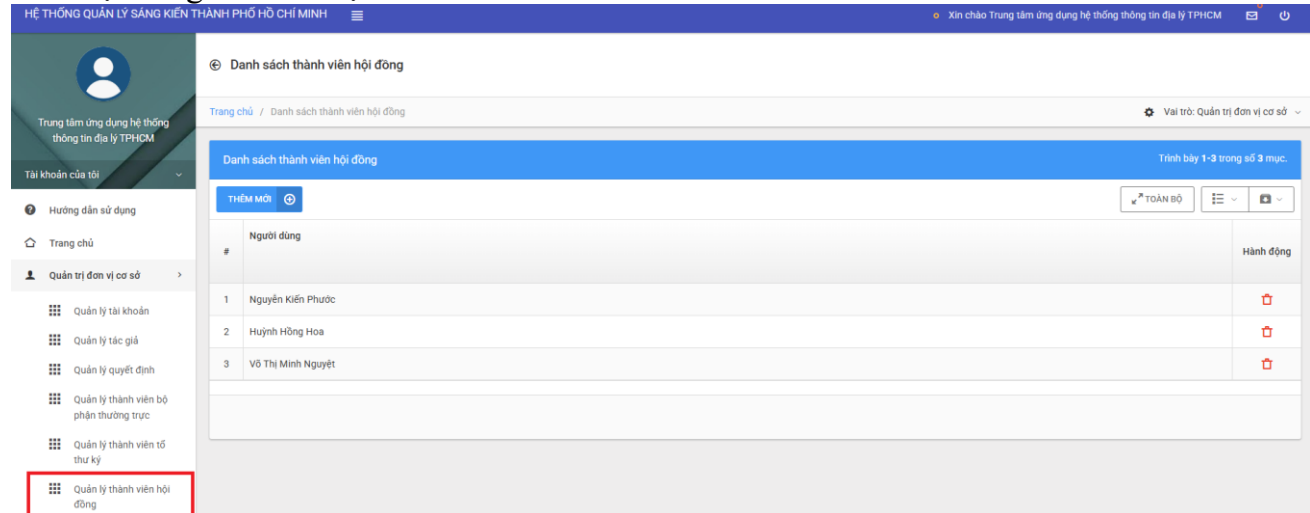 HỆ THỐNG QUẢN LÝ SÁNG KIẾN THÀNH PHỐ HỒ CHÍ MINH
Xin chào Trung tâm ứng dụng hệ thống thông tin địa lý TPHCM
Trung tâm ứng dụng hệ thống
thông tin địa lý TPHCM
Tài khoản của tôi
Hướng dẫn sử dụng
Trang chủ
Quản trị đơn vị cơ sở
Quản lý tài khoản
Quản lý tác giả
Quản lý quyết định
Quản lý thành viên bộ
phận thường trực
Quản lý thành viên tổ
thư ký
Quản lý thành viên hội
đồng
Danh sách thành viên hội đồng
Trang chủ / Danh sách thành viên hội đồng
Vai trò: Quản trị đơn vị cơ sở
Danh sách thành viên hội đồng
Trình bày 1-3 trong số 3 mục.
THÊM MỚI
TOÀN BỘ
# Người dùng Hành động
1 Nguyễn Kiến Phước
2 Huỳnh Hồng Hoa
3 Võ Thị Minh Nguyệt